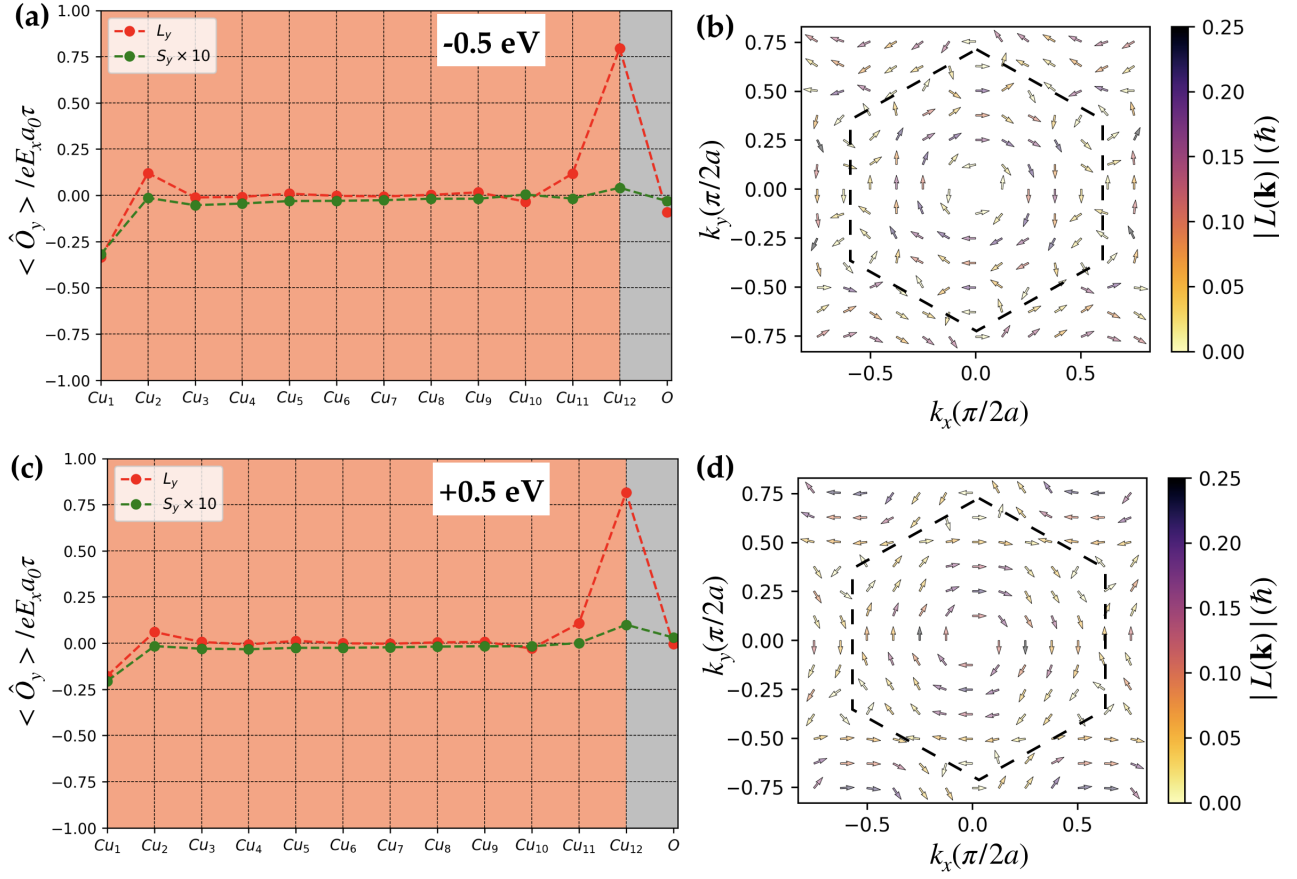 (a)
1.00
0.75
0.50
0.25
0.00
−0.25
−0.50
−0.75
−1.00
< Ô_y > /eE_xa_0τ
L_y
S_y × 10
-0.5 eV
Cu_1 Cu_2 Cu_3 Cu_4 Cu_5 Cu_6 Cu_7 Cu_8 Cu_9 Cu_10 Cu_11 Cu_12 O
(b)
0.75
0.50
0.25
0.00
−0.25
−0.50
−0.75
k_y(π/2a)
−0.5 0.0 0.5
k_x(π/2a)
0.25
0.20
0.15
0.10
0.05
0.00
|L(k)|(ℏ)
(c)
1.00
0.75
0.50
0.25
0.00
−0.25
−0.50
−0.75
−1.00
< Ô_y > /eE_xa_0τ
L_y
S_y × 10
+0.5 eV
Cu_1 Cu_2 Cu_3 Cu_4 Cu_5 Cu_6 Cu_7 Cu_8 Cu_9 Cu_10 Cu_11 Cu_12 O
(d)
0.75
0.50
0.25
0.00
−0.25
−0.50
−0.75
k_y(π/2a)
−0.5 0.0 0.5
k_x(π/2a)
0.25
0.20
0.15
0.10
0.05
0.00
|L(k)|(ℏ)